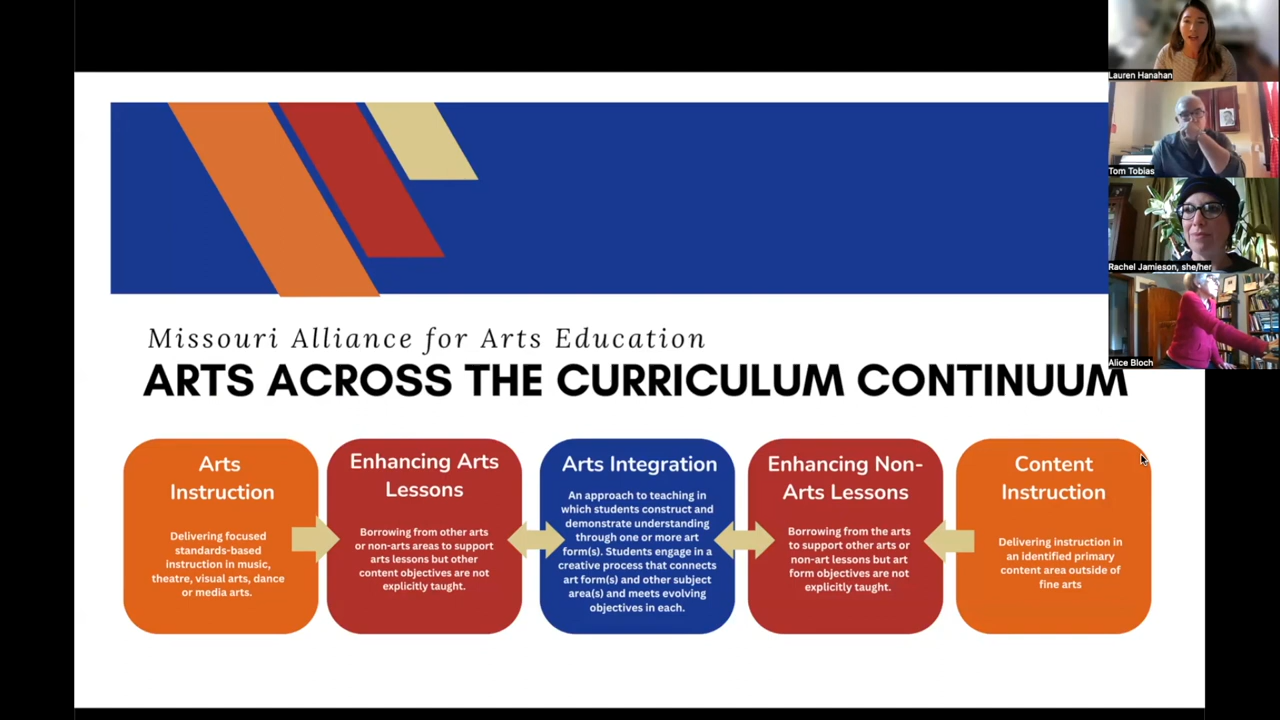 Lauren Hanahan
Tom Tobias
Rachel Jamieson, she/her
Alice Bloch
Missouri Alliance for Arts Education
ARTS ACROSS THE CURRICULUM CONTINUUM
Arts
Instruction
Delivering focused
standards-based
instruction in music,
theatre, visual arts, dance
or media arts.
Enhancing Arts
Lessons
Borrowing from other arts
or non-arts areas to support
arts lessons but other
content objectives are not
explicitly taught.
Arts Integration
An approach to teaching in
which students construct and
demonstrate understanding
through one or more art
form(s). Students engage in a
creative process that connects
art form(s) and other subject
area(s) and meets evolving
objectives in each.
Enhancing Non-
Arts Lessons
Borrowing from the arts
to support other arts or
non-art lessons but art
form objectives are not
explicitly taught.
Content
Instruction
Delivering instruction in
an identified primary
content area outside of
fine arts